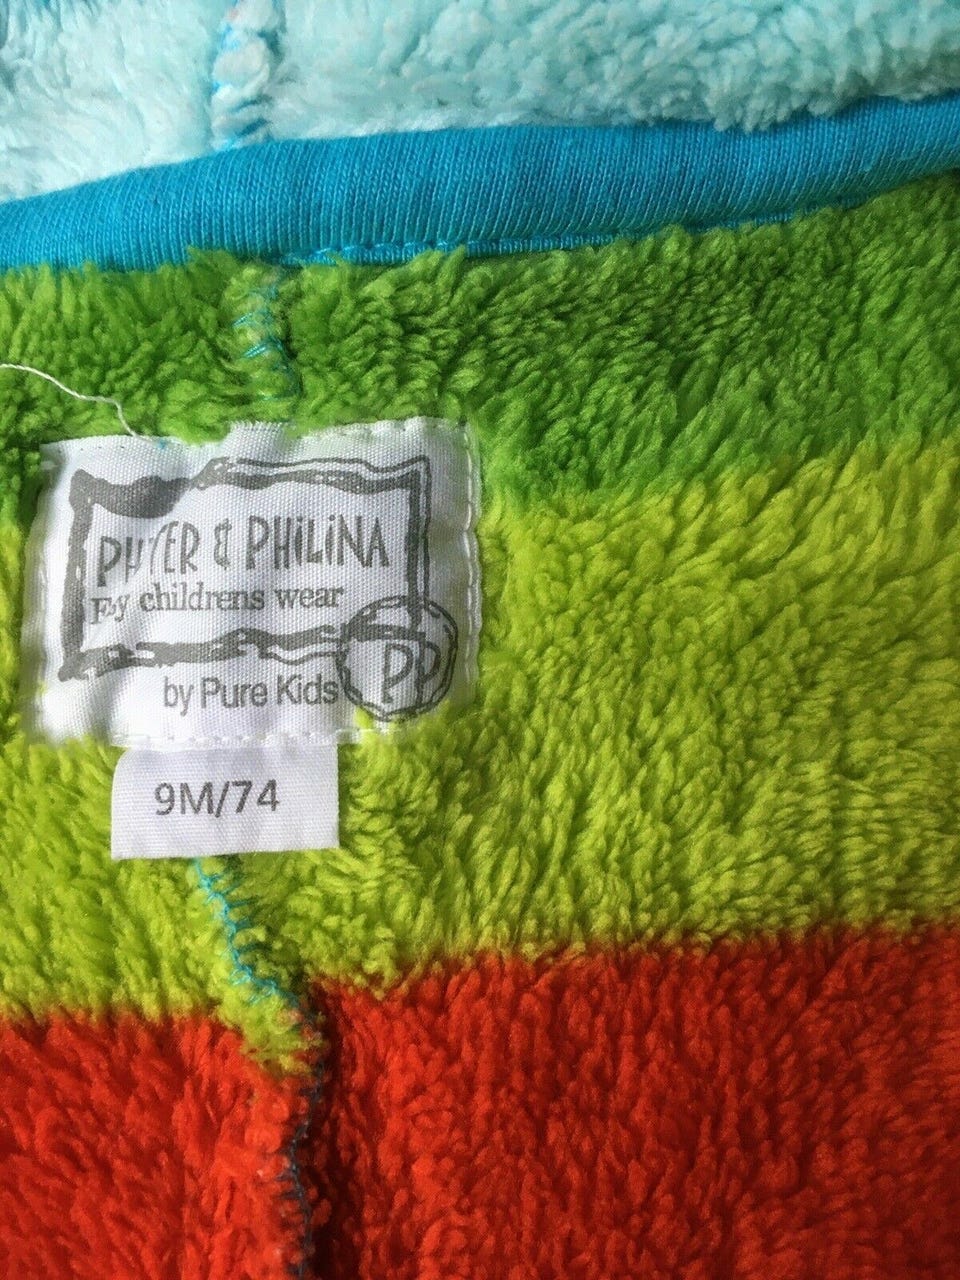 & PHILINA
childrens wear
by Pure Kids
PP
9M/74